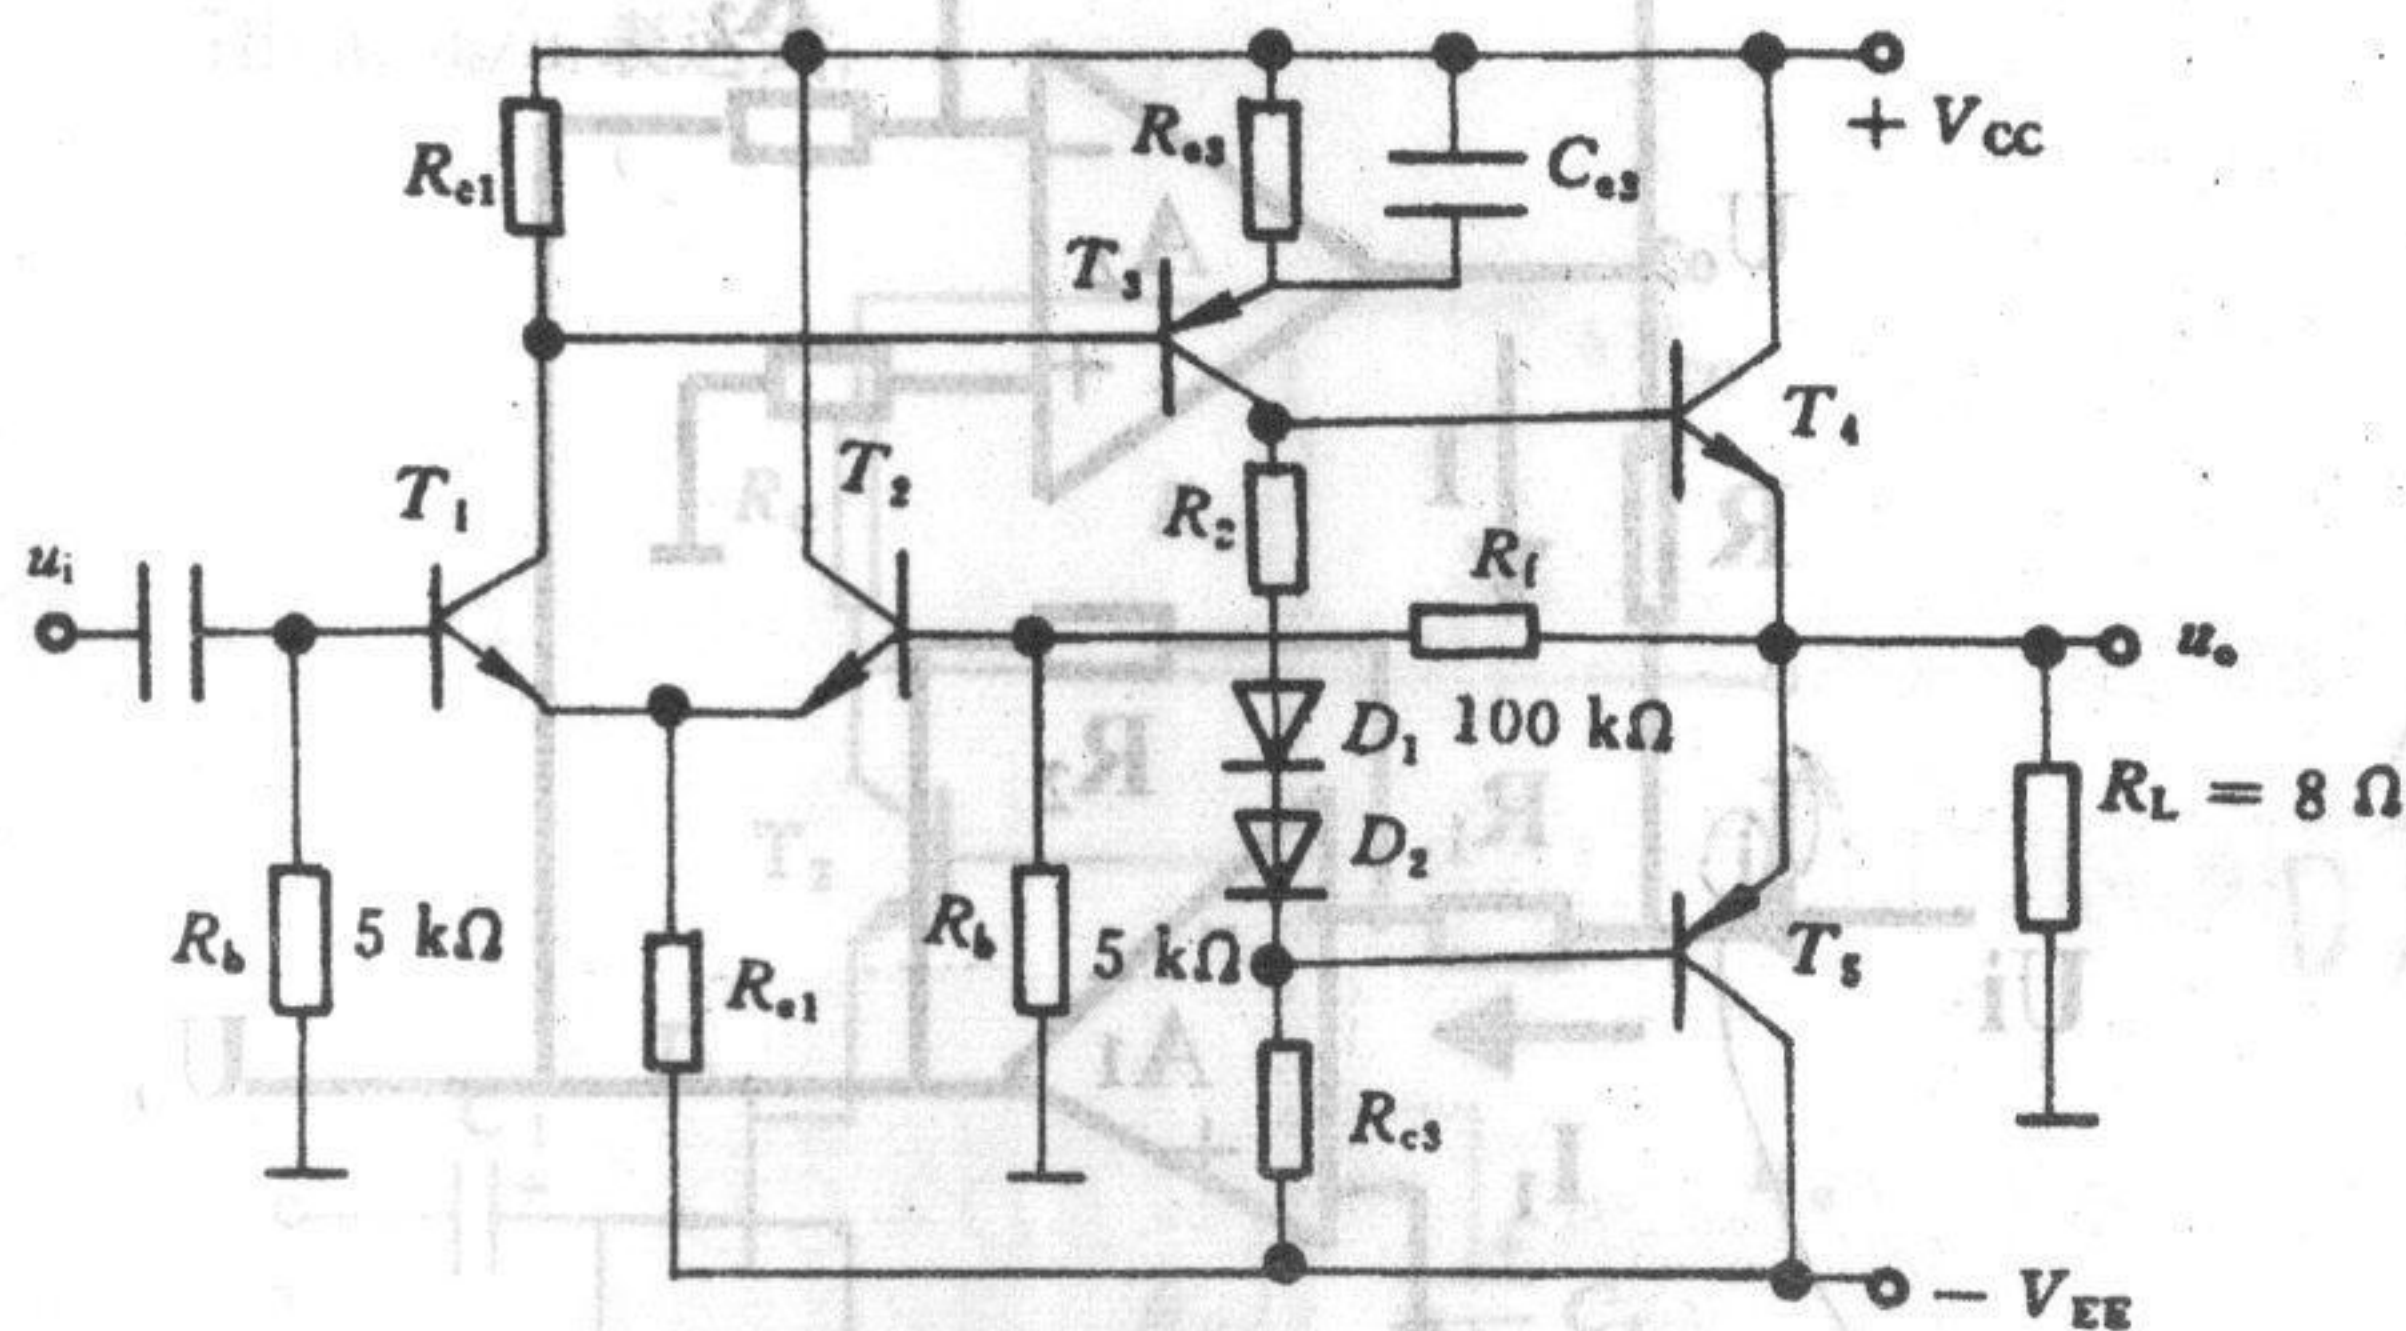 R_c1
R_e3
C_e3
+ V_CC
T_3
T_1
T_2
T_4
R_2
R_f
u_i
u_o
D_1
100 kΩ
R_L = 8 Ω
D_2
R_b
5 kΩ
R_e1
R_b
5 kΩ
T_5
R_c3
− V_EE